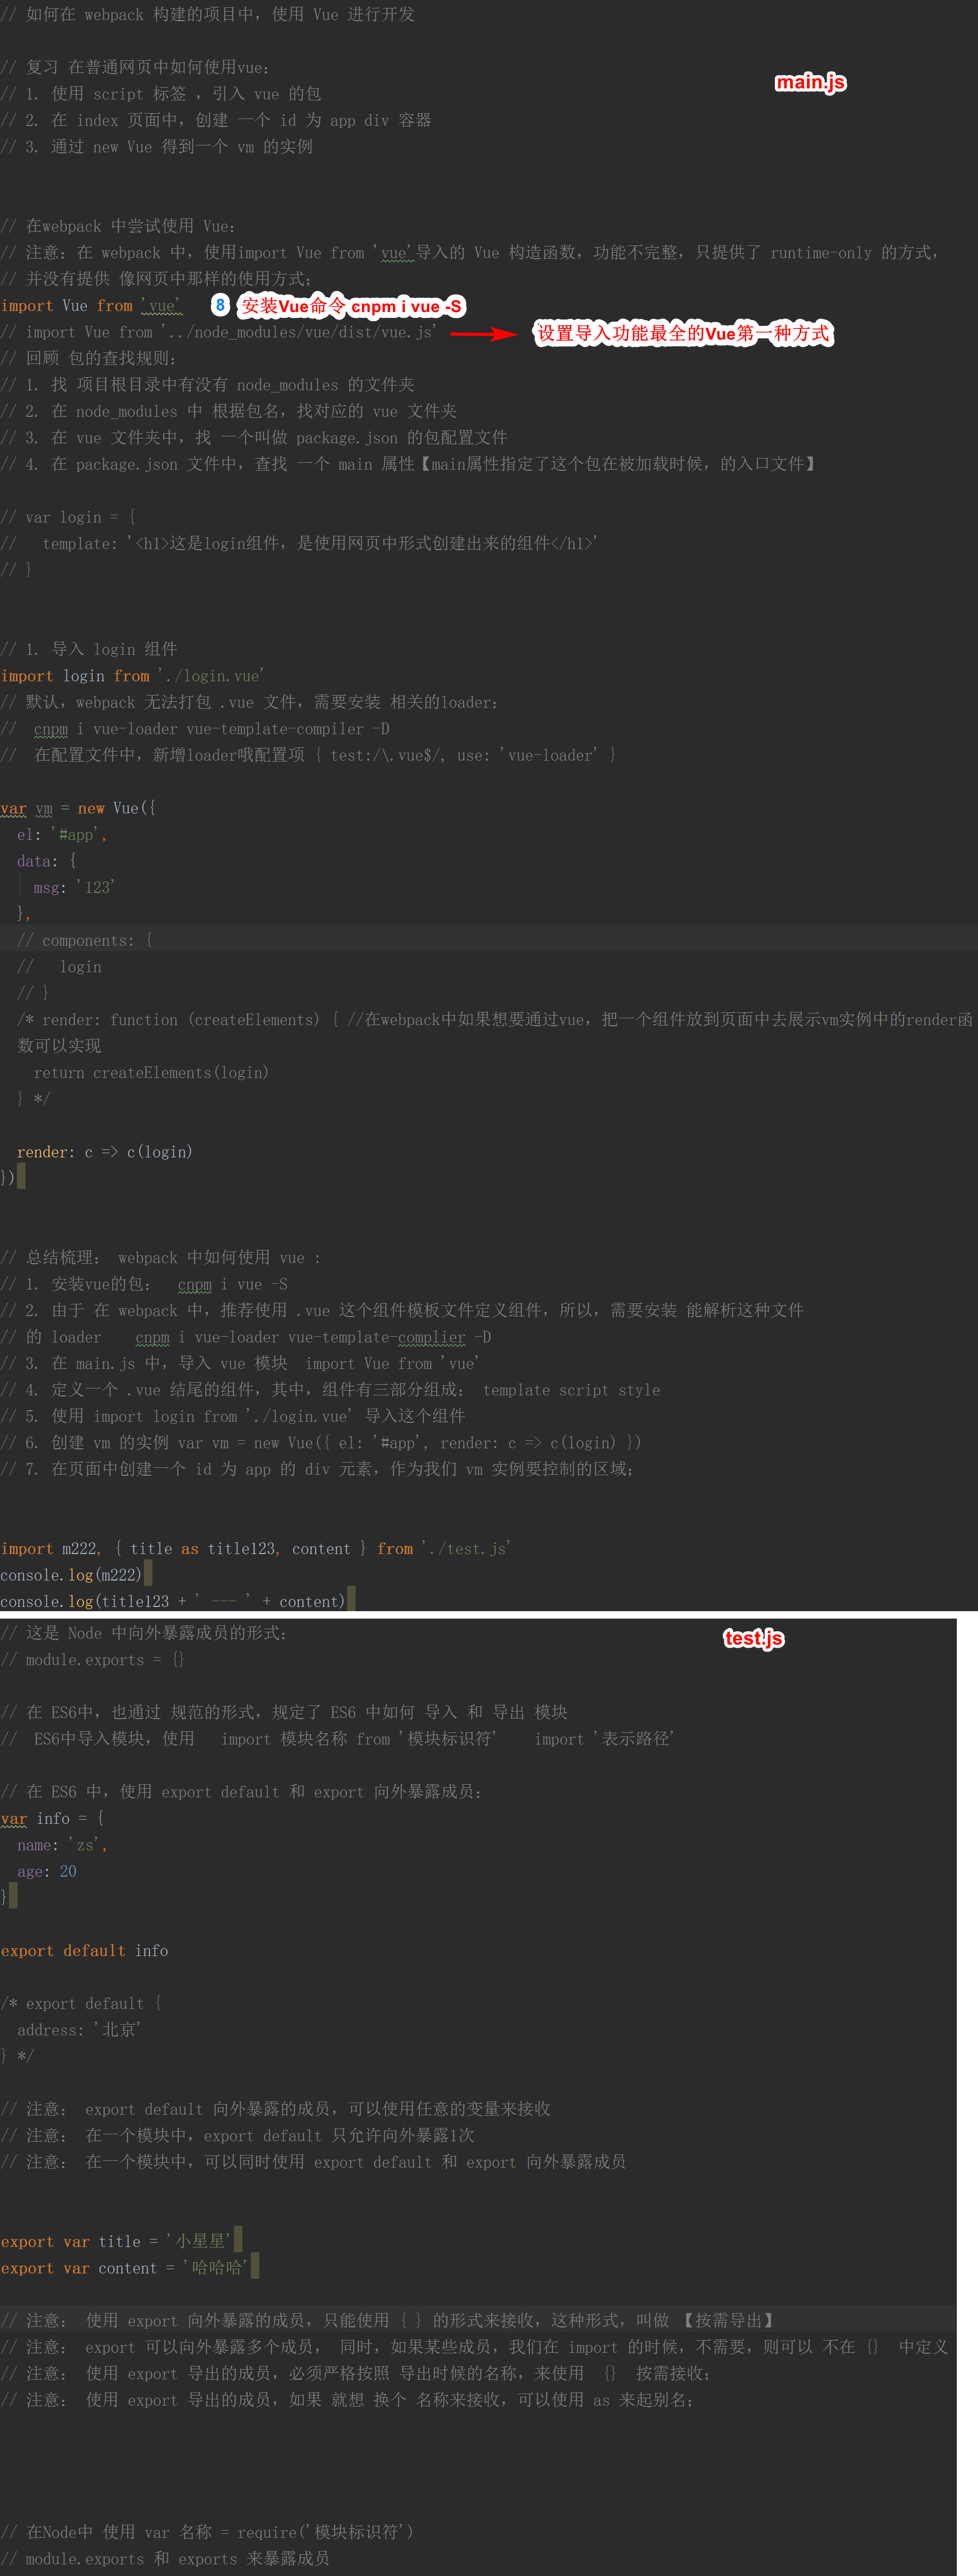 // 如何在 webpack 构建的项目中，使用 Vue 进行开发
// 复习 在普通网页中如何使用vue：
main.js
// 1. 使用 script 标签 ，引入 vue 的包
// 2. 在 index 页面中，创建 一个 id 为 app div 容器
// 3. 通过 new Vue 得到一个 vm 的实例
// 在webpack 中尝试使用 Vue：
// 注意：在 webpack 中，使用import Vue from 'vue'导入的 Vue 构造函数，功能不完整，只提供了 runtime-only 的方式，
// 并没有提供 像网页中那样的使用方式；
import Vue from 'vue' 8 安装Vue命令 cnpm i vue -S
// import Vue from '../node_modules/vue/dist/vue.js' 设置导入功能最全的Vue第一种方式
// 回顾 包的查找规则：
// 1. 找 项目根目录中有没有 node_modules 的文件夹
// 2. 在 node_modules 中 根据包名，找对应的 vue 文件夹
// 3. 在 vue 文件夹中，找 一个叫做 package.json 的包配置文件
// 4. 在 package.json 文件中，查找 一个 main 属性【main属性指定了这个包在被加载时候，的入口文件】
// var login = {
//   template: '<h1>这是login组件，是使用网页中形式创建出来的组件</h1>'
// }
// 1. 导入 login 组件
import login from './login.vue'
// 默认，webpack 无法打包 .vue 文件，需要安装 相关的loader：
//  cnpm i vue-loader vue-template-compiler -D
//  在配置文件中，新增loader哦配置项 { test:/\.vue$/, use: 'vue-loader' }
var vm = new Vue({
  el: '#app',
  data: {
    msg: '123'
  },
  // components: {
  //   login
  // }
  /* render: function (createElements) { //在webpack中如果想要通过vue，把一个组件放到页面中去展示vm实例中的render函
  数可以实现
    return createElements(login)
  } */
  render: c => c(login)
})
// 总结梳理： webpack 中如何使用 vue :
// 1. 安装vue的包：  cnpm i vue -S
// 2. 由于 在 webpack 中，推荐使用 .vue 这个组件模板文件定义组件，所以，需要安装 能解析这种文件
// 的 loader    cnpm i vue-loader vue-template-complier -D
// 3. 在 main.js 中，导入 vue 模块  import Vue from 'vue'
// 4. 定义一个 .vue 结尾的组件，其中，组件有三部分组成： template script style
// 5. 使用 import login from './login.vue' 导入这个组件
// 6. 创建 vm 的实例 var vm = new Vue({ el: '#app', render: c => c(login) })
// 7. 在页面中创建一个 id 为 app 的 div 元素，作为我们 vm 实例要控制的区域；
import m222, { title as title123, content } from './test.js'
console.log(m222)
console.log(title123 + ' --- ' + content)
// 这是 Node 中向外暴露成员的形式：
test.js
// module.exports = {}
// 在 ES6中，也通过 规范的形式，规定了 ES6 中如何 导入 和 导出 模块
//  ES6中导入模块，使用   import 模块名称 from '模块标识符'    import '表示路径'
// 在 ES6 中，使用 export default 和 export 向外暴露成员：
var info = {
  name: 'zs',
  age: 20
}
export default info
/* export default {
  address: '北京'
} */
// 注意： export default 向外暴露的成员，可以使用任意的变量来接收
// 注意： 在一个模块中，export default 只允许向外暴露1次
// 注意： 在一个模块中，可以同时使用 export default 和 export 向外暴露成员
export var title = '小星星'
export var content = '哈哈哈'
// 注意： 使用 export 向外暴露的成员，只能使用 { } 的形式来接收，这种形式，叫做 【按需导出】
// 注意： export 可以向外暴露多个成员， 同时，如果某些成员，我们在 import 的时候，不需要，则可以 不在 {}  中定义
// 注意： 使用 export 导出的成员，必须严格按照 导出时候的名称，来使用  {}  按需接收；
// 注意： 使用 export 导出的成员，如果 就想 换个 名称来接收，可以使用 as 来起别名；
// 在Node中 使用 var 名称 = require('模块标识符')
// module.exports 和 exports 来暴露成员